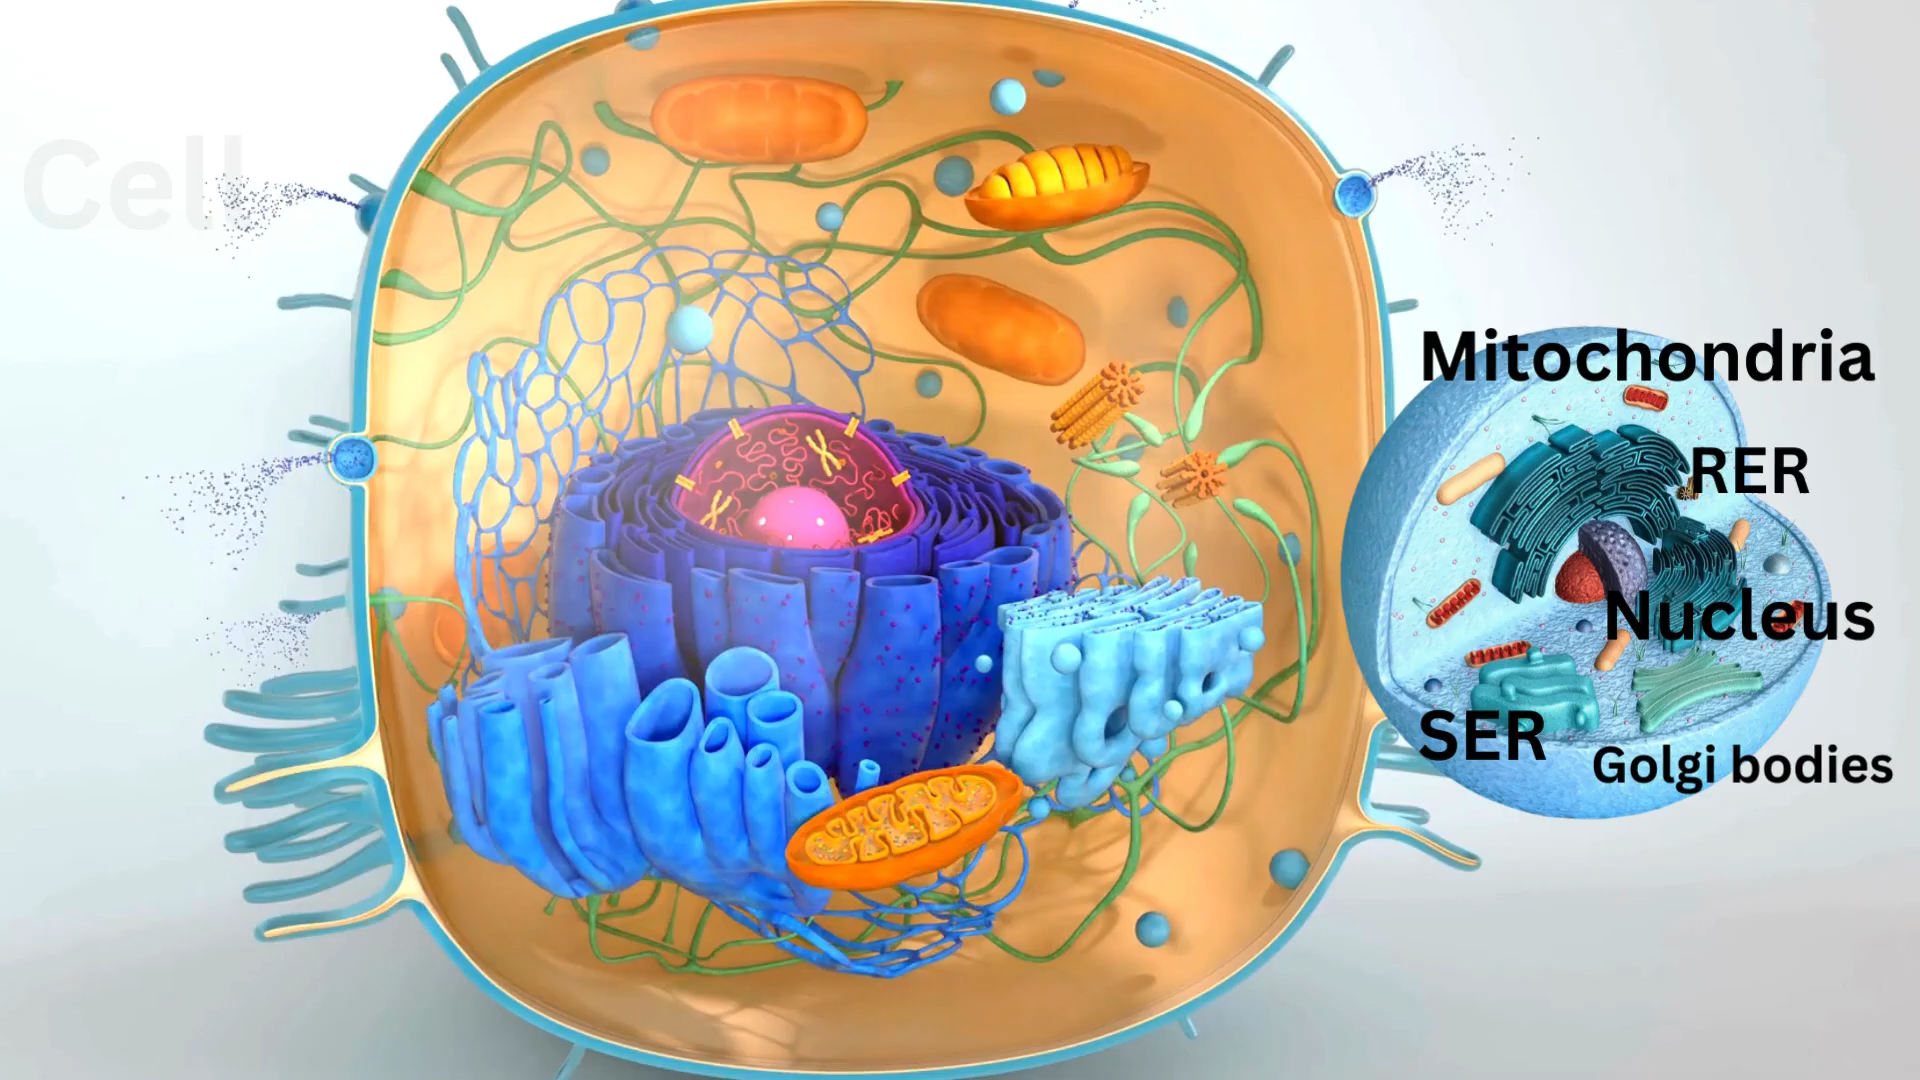 Cell
Mitochondria
RER
Nucleus
SER
Golgi bodies